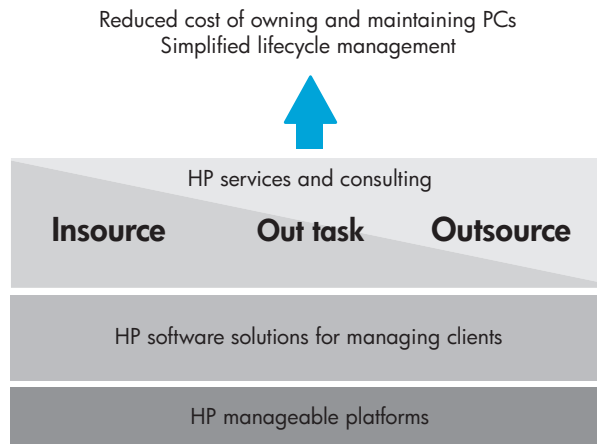 Reduced cost of owning and maintaining PCs
Simplified lifecycle management
HP services and consulting
Insource Out task Outsource
HP software solutions for managing clients
HP manageable platforms